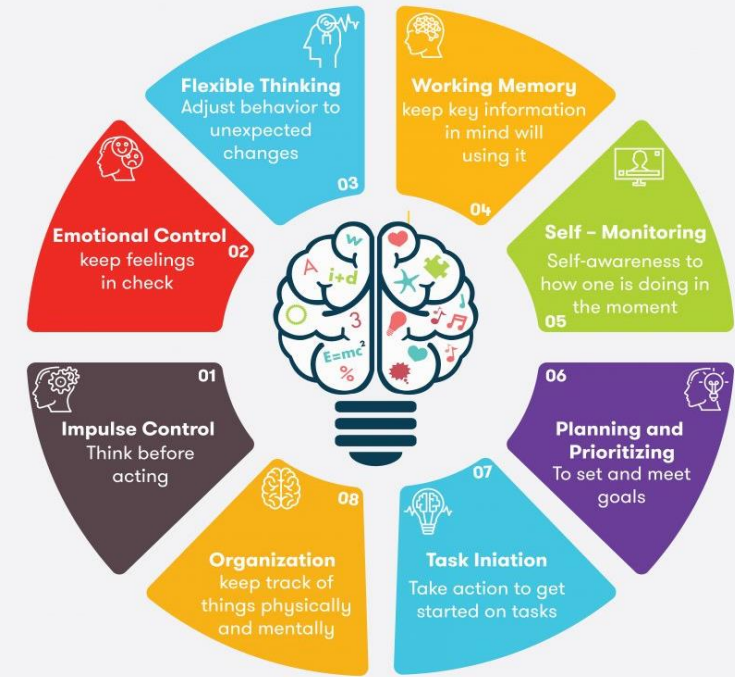 01
Impulse Control
Think before
acting
Emotional Control
02
keep feelings
in check
Flexible Thinking
Adjust behavior to
unexpected
changes
03
Working Memory
keep key information
in mind will
using it
04
Self – Monitoring
Self-awareness to
how one is doing in
the moment
05
06
Planning and
Prioritizing
To set and meet
goals
07
Task Iniation
Take action to get
started on tasks
08
Organization
keep track of
things physically
and mentally
W
A
i+d
3
E=mc²
%